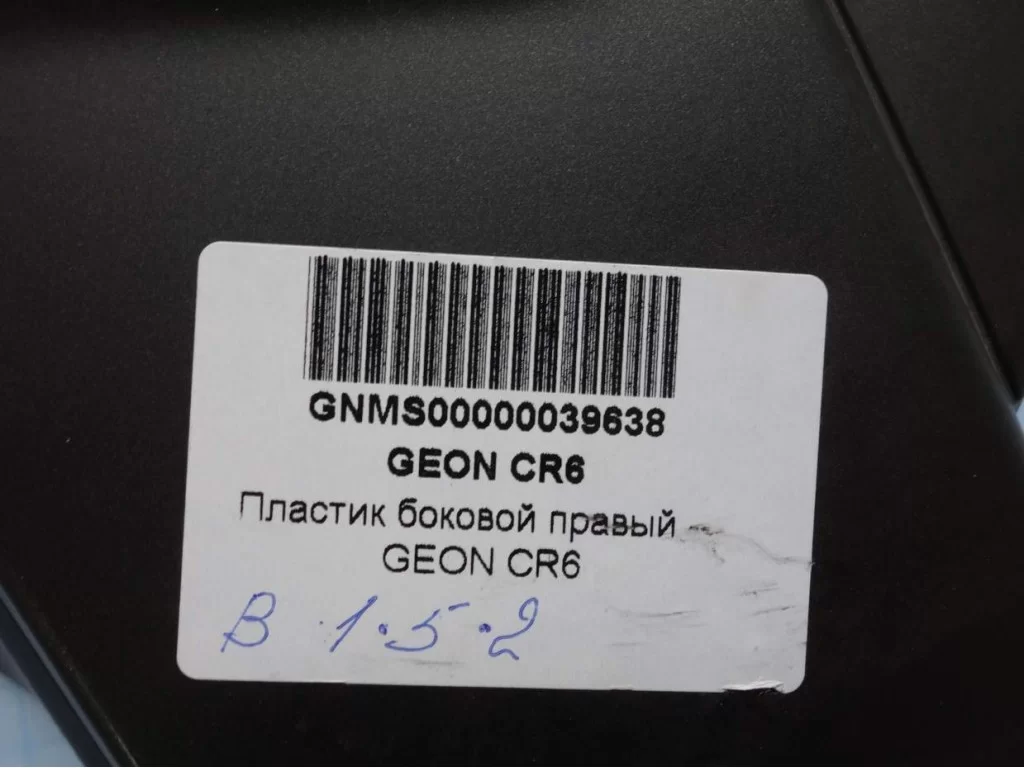 GNMS00000039638
GEON CR6
Пластик боковой правый
GEON CR6
В 1.5.2